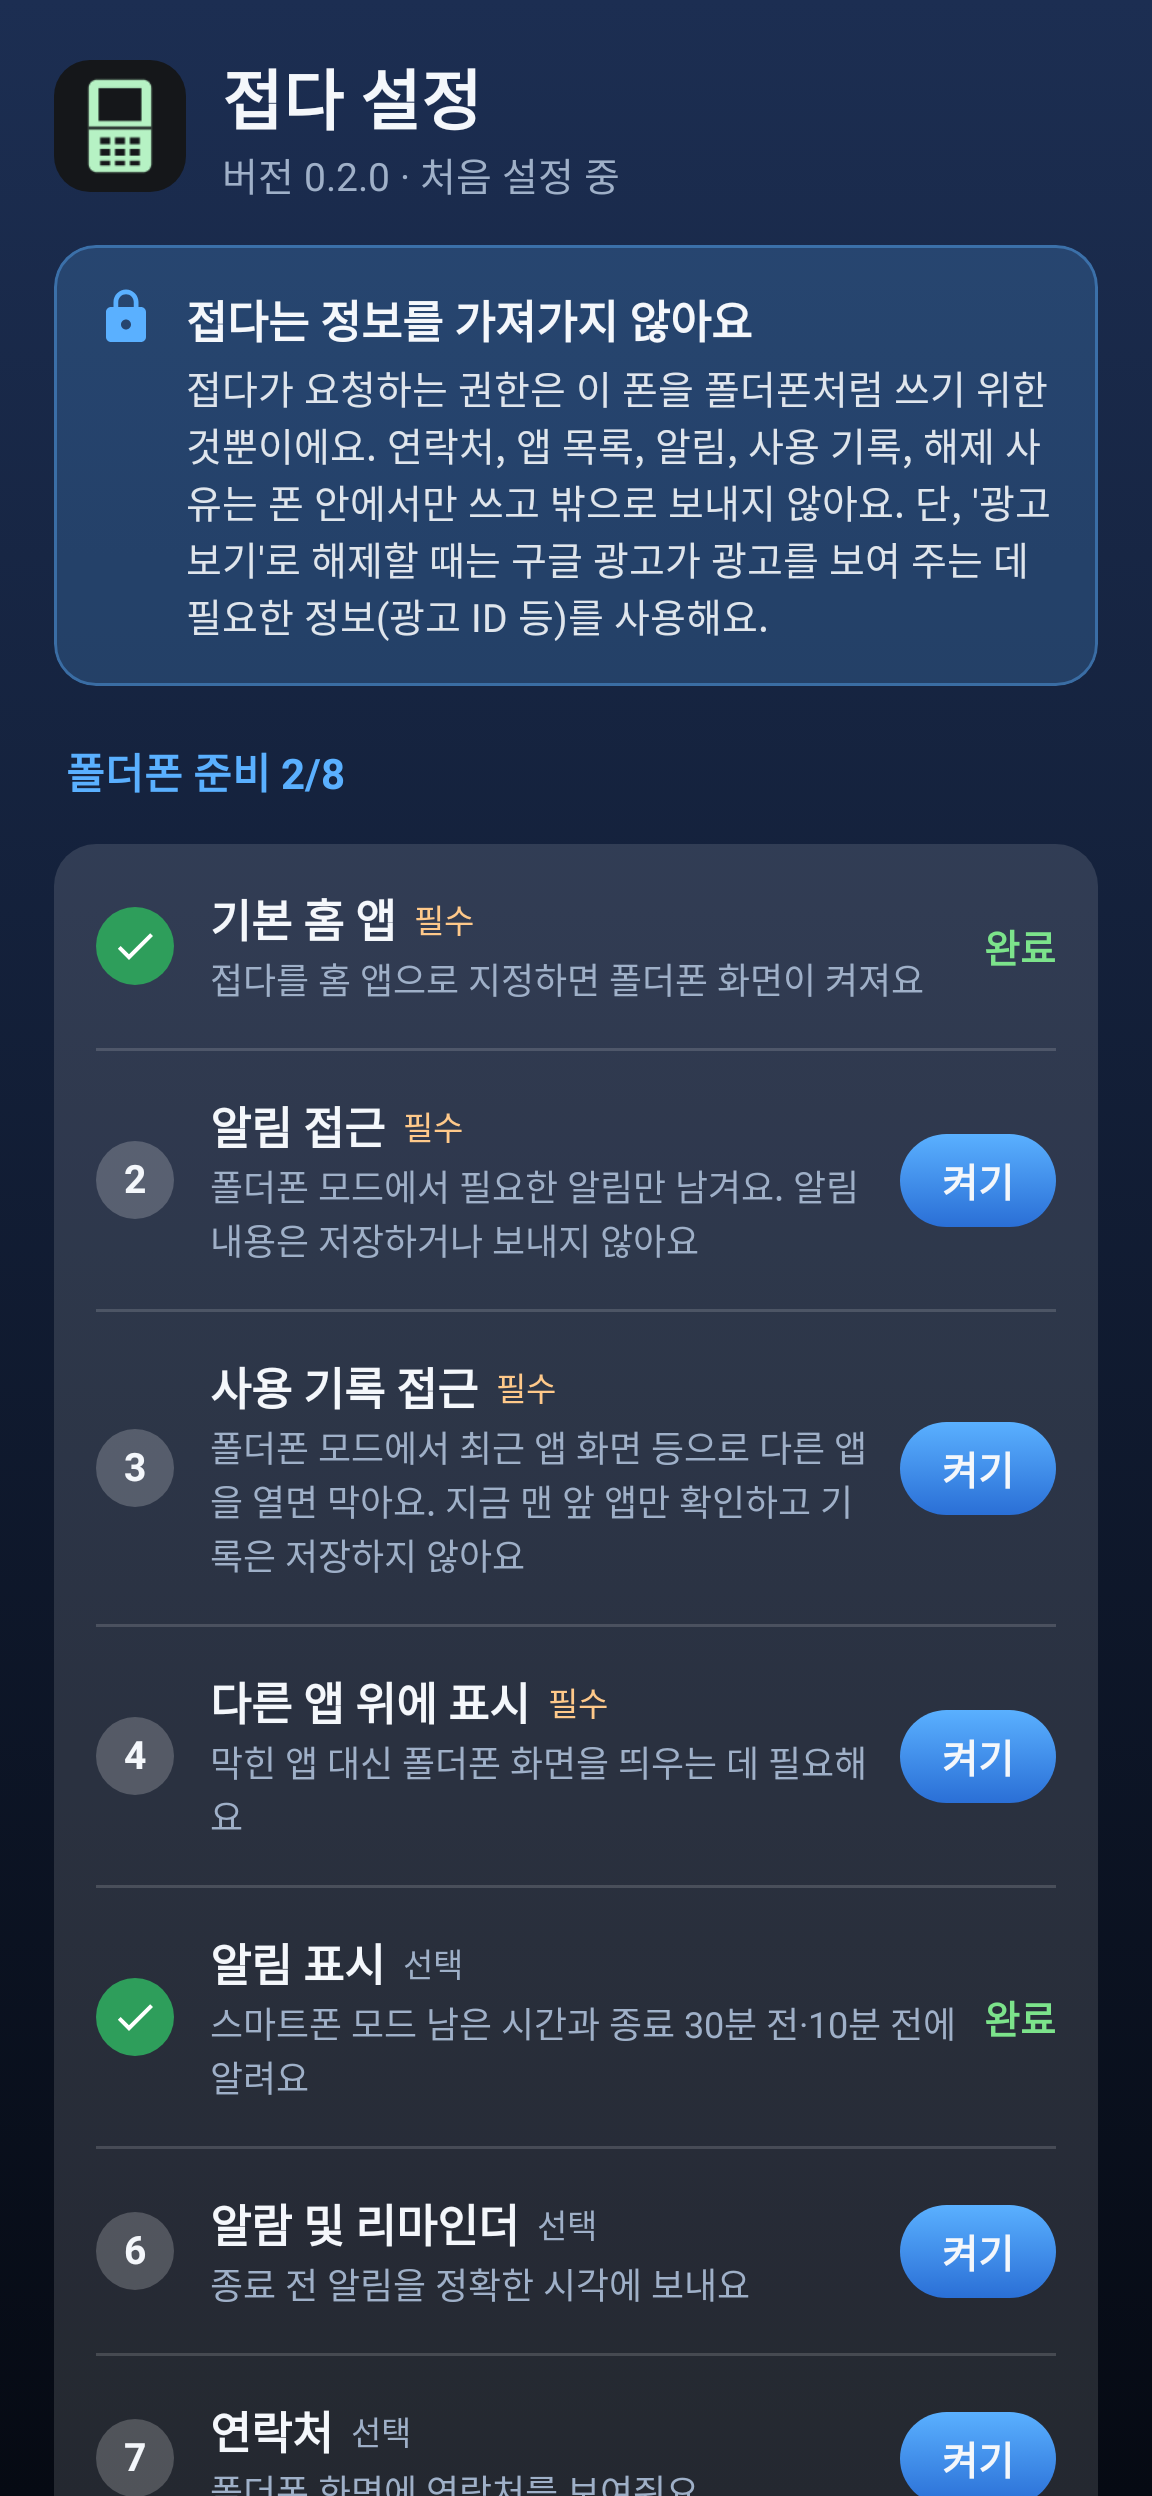 접다 설정
버전 0.2.0 · 처음 설정 중
접다는 정보를 가져가지 않아요
접다가 요청하는 권한은 이 폰을 폴더폰처럼 쓰기 위한
것뿐이에요. 연락처, 앱 목록, 알림, 사용 기록, 해제 사
유는 폰 안에서만 쓰고 밖으로 보내지 않아요. 단, '광고
보기'로 해제할 때는 구글 광고가 광고를 보여 주는 데
필요한 정보(광고 ID 등)를 사용해요.
폴더폰 준비 2/8
기본 홈 앱 필수
접다를 홈 앱으로 지정하면 폴더폰 화면이 켜져요
완료
2
알림 접근 필수
폴더폰 모드에서 필요한 알림만 남겨요. 알림
내용은 저장하거나 보내지 않아요
켜기
3
사용 기록 접근 필수
폴더폰 모드에서 최근 앱 화면 등으로 다른 앱
을 열면 막아요. 지금 맨 앞 앱만 확인하고 기
록은 저장하지 않아요
켜기
4
다른 앱 위에 표시 필수
막힌 앱 대신 폴더폰 화면을 띄우는 데 필요해
요
켜기
알림 표시 선택
스마트폰 모드 남은 시간과 종료 30분 전·10분 전에
알려요
완료
6
알람 및 리마인더 선택
종료 전 알림을 정확한 시각에 보내요
켜기
7
연락처 선택
폴더폰 화면에 연락처를 보여줘요
켜기